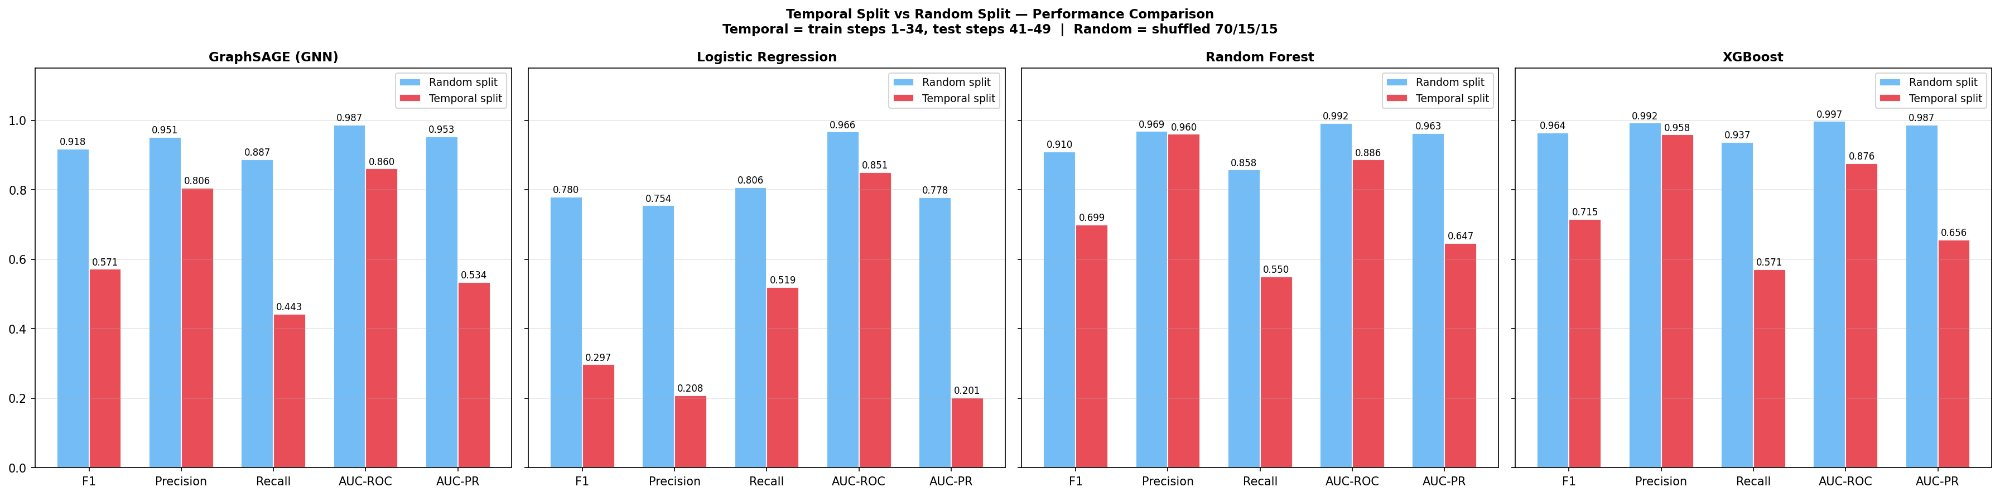 Temporal Split vs Random Split — Performance Comparison
Temporal = train steps 1–34, test steps 41–49 | Random = shuffled 70/15/15
GraphSAGE (GNN)
Random split
Temporal split
1.0
0.8
0.6
0.4
0.2
0.0
0.918
0.571
0.951
0.806
0.887
0.443
0.987
0.860
0.953
0.534
F1 Precision Recall AUC-ROC AUC-PR
Logistic Regression
Random split
Temporal split
0.780
0.297
0.754
0.208
0.806
0.519
0.966
0.851
0.778
0.201
F1 Precision Recall AUC-ROC AUC-PR
Random Forest
Random split
Temporal split
0.910
0.699
0.969
0.960
0.858
0.550
0.992
0.886
0.963
0.647
F1 Precision Recall AUC-ROC AUC-PR
XGBoost
Random split
Temporal split
0.964
0.715
0.992
0.958
0.937
0.571
0.997
0.876
0.987
0.656
F1 Precision Recall AUC-ROC AUC-PR